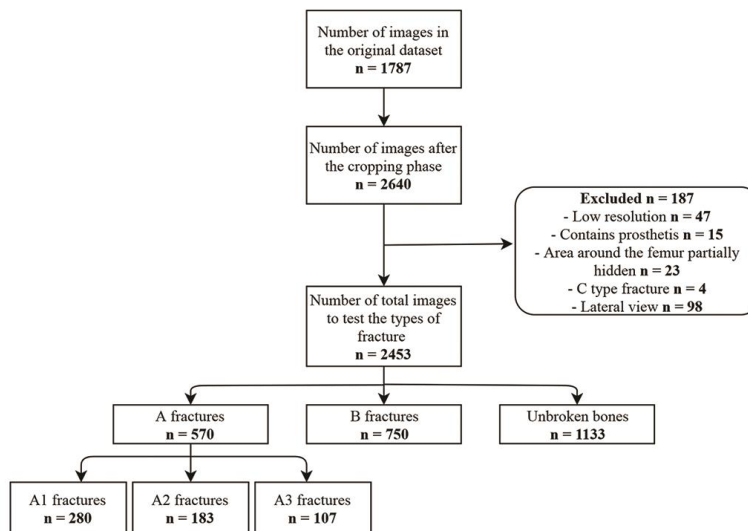 Number of images in
the original dataset
n = 1787
Number of images after
the cropping phase
n = 2640
Excluded n = 187
- Low resolution n = 47
- Contains prosthetis n = 15
- Area around the femur partially
hidden n = 23
- C type fracture n = 4
- Lateral view n = 98
Number of total images
to test the types of
fracture
n = 2453
A fractures
n = 570
B fractures
n = 750
Unbroken bones
n = 1133
A1 fractures
n = 280
A2 fractures
n = 183
A3 fractures
n = 107